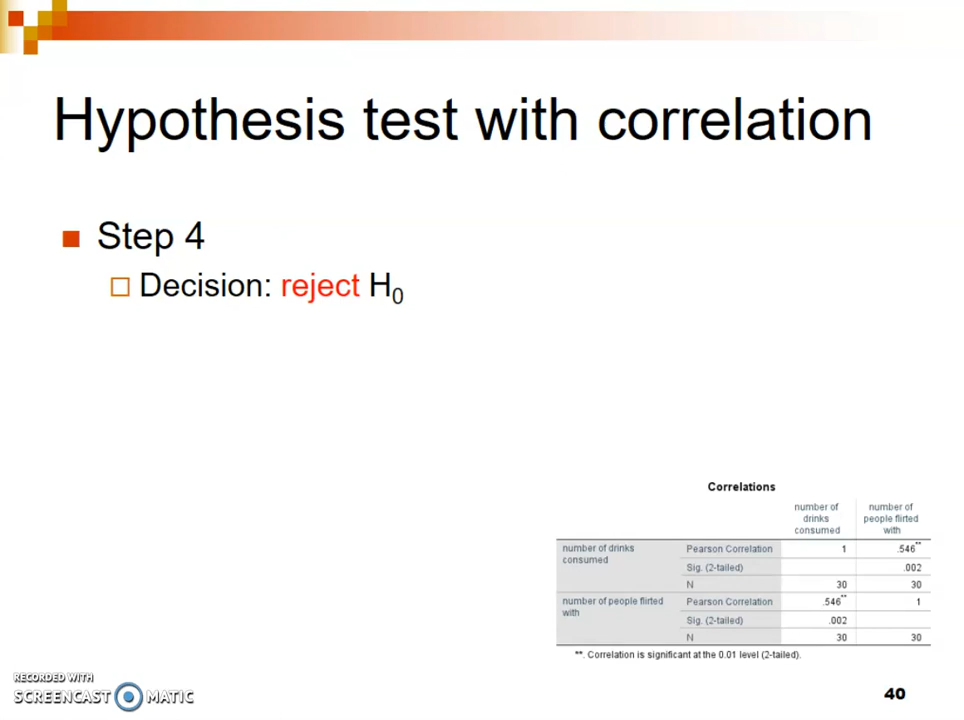 Hypothesis test with correlation
Step 4
Decision: reject H0
Correlations
number of drinks consumed
number of people flirted with
number of drinks consumed
Pearson Correlation 1 .546**
Sig. (2-tailed) .002
N 30 30
number of people flirted with
Pearson Correlation .546** 1
Sig. (2-tailed) .002
N 30 30
**. Correlation is significant at the 0.01 level (2-tailed).
RECORDED WITH
SCREENCAST MATIC
40